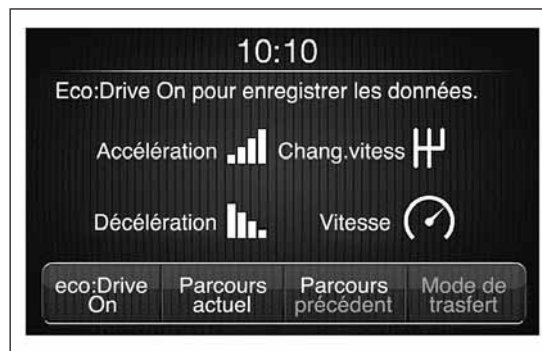 10:10
Eco:Drive On pour enregistrer les données.
Accélération Chang.vitess
Décélération Vitesse
eco:Drive Parcours Parcours Mode de
On actuel précédent trasfert